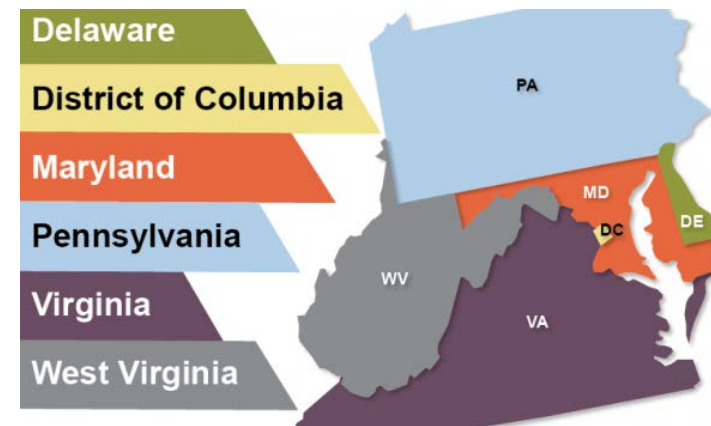 Delaware
District of Columbia
Maryland
Pennsylvania
Virginia
West Virginia
PA
MD
DE
DC
WV
VA